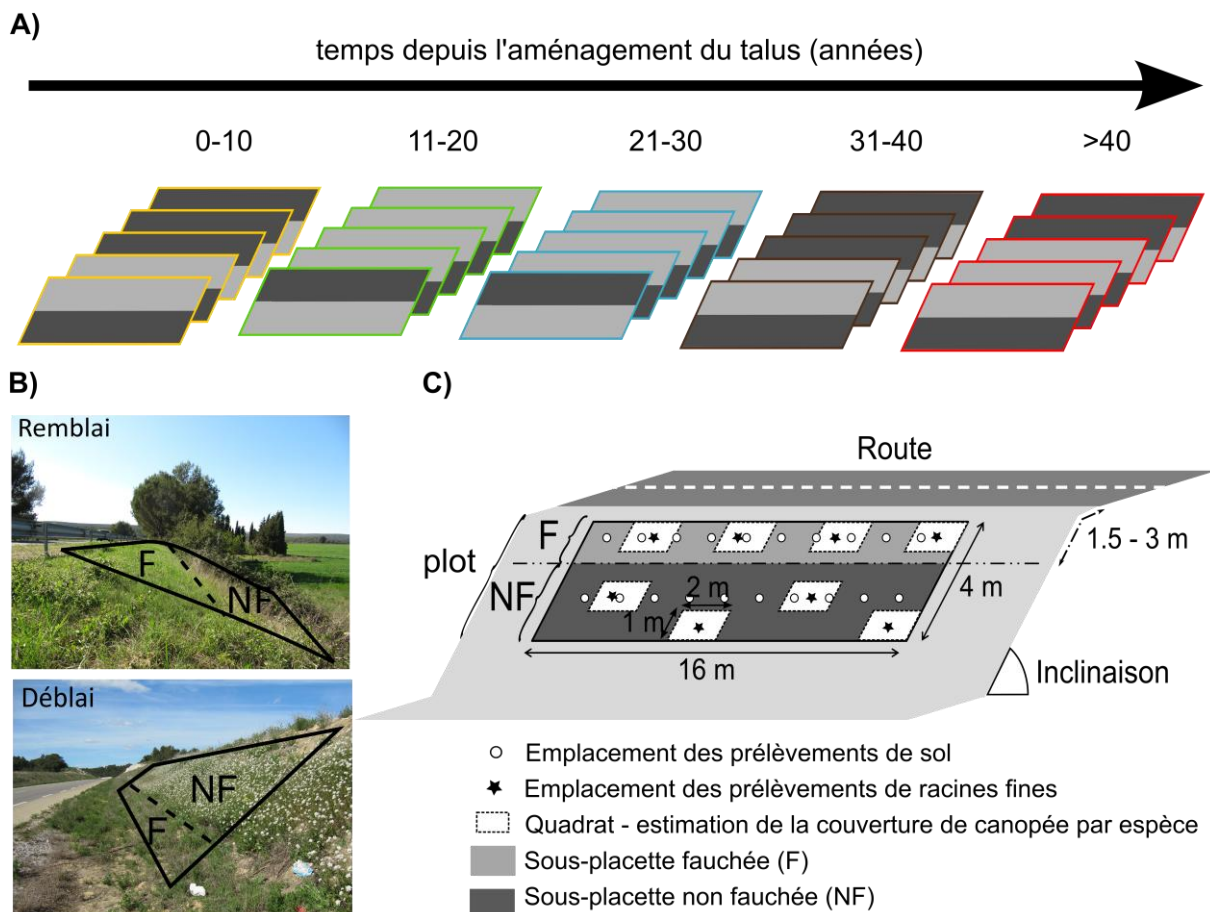 A)
temps depuis l'aménagement du talus (années)
0-10 11-20 21-30 31-40 >40
B)
Remblai
F
NF
Déblai
NF
F
C)
Route
plot
F
NF
1.5 - 3 m
2 m
1 m
4 m
16 m
Inclinaison
Emplacement des prélèvements de sol
Emplacement des prélèvements de racines fines
Quadrat - estimation de la couverture de canopée par espèce
Sous-placette fauchée (F)
Sous-placette non fauchée (NF)